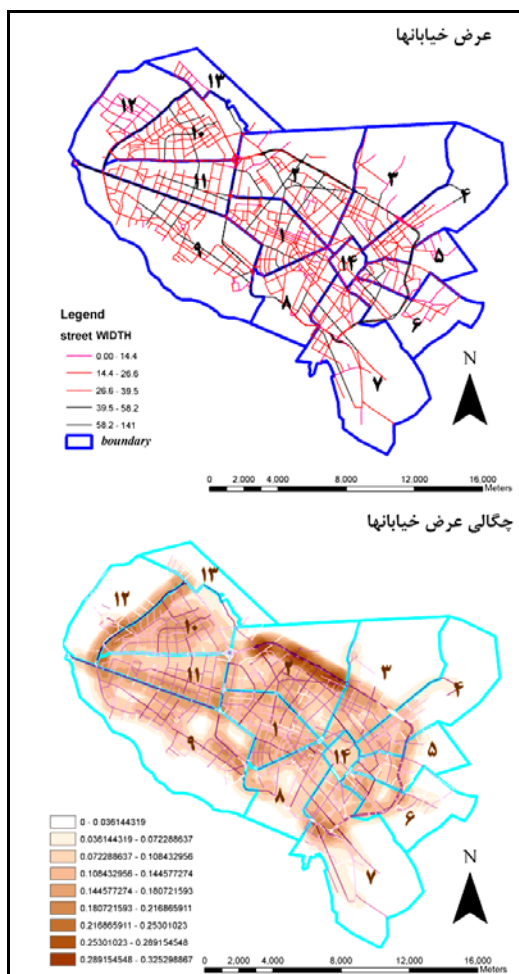 عرض خیابانها
۱۳
۱۲
۱۰
۱۱
۲
۳
۴
۹
۱
۱۴
۵
۸
۶
۷
Legend
street WIDTH
0.00 - 14.4
14.4 - 26.6
26.6 - 39.5
39.5 - 58.2
58.2 - 141
boundary
N
0 2,000 4,000 8,000 12,000 16,000
Meters
چگالی عرض خیابانها
۱۳
۱۲
۱۰
۱۱
۲
۳
۴
۹
۱
۱۴
۵
۸
۶
۷
0 - 0.036144319
0.036144319 - 0.072288637
0.072288637 - 0.108432956
0.108432956 - 0.144577274
0.144577274 - 0.180721593
0.180721593 - 0.216865911
0.216865911 - 0.25301023
0.25301023 - 0.289154548
0.289154548 - 0.325298867
N
0 2,000 4,000 8,000 12,000 16,000
Meters